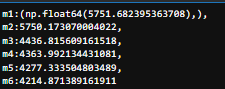 m1:(np.float64(5751.682395363708),),
m2:5750.173070004022,
m3:4436.815609161518,
m4:4363.992134431081,
m5:4277.333504803489,
m6:4214.871389161911